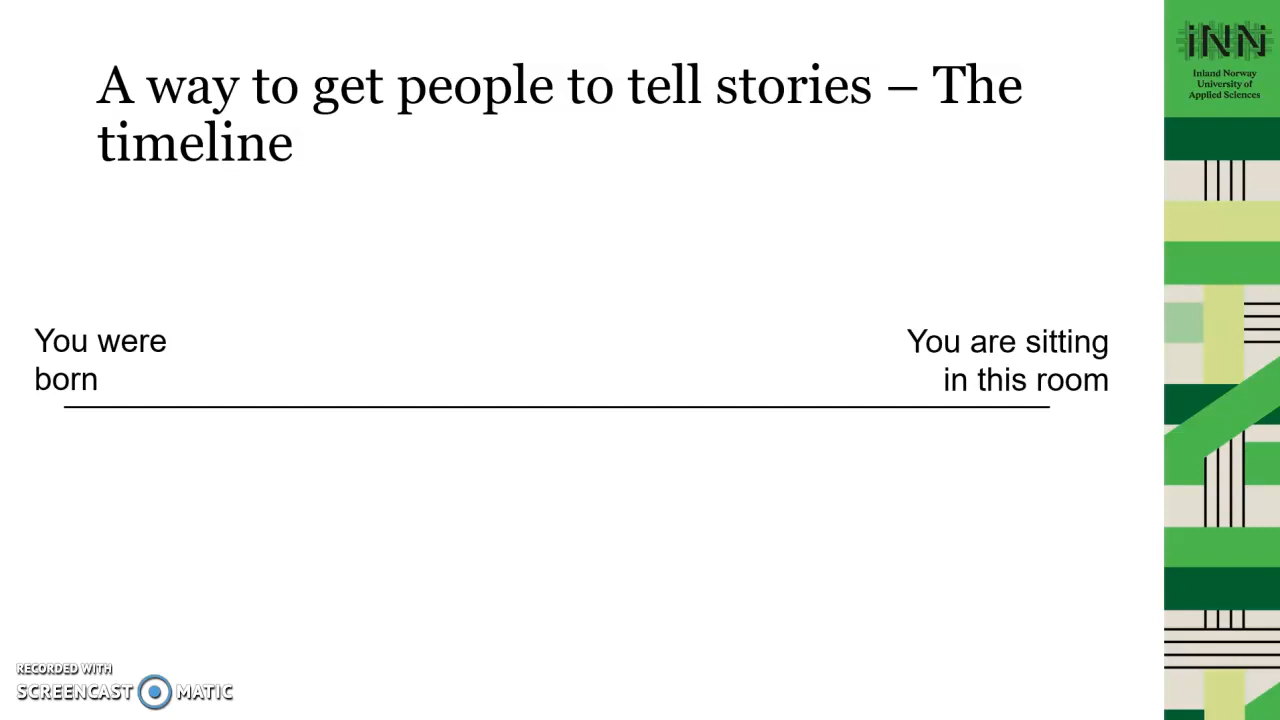 A way to get people to tell stories – The
timeline
iNN
Inland Norway
University of
Applied Sciences
You were
born
You are sitting
in this room
RECORDED WITH
SCREENCAST MATIC